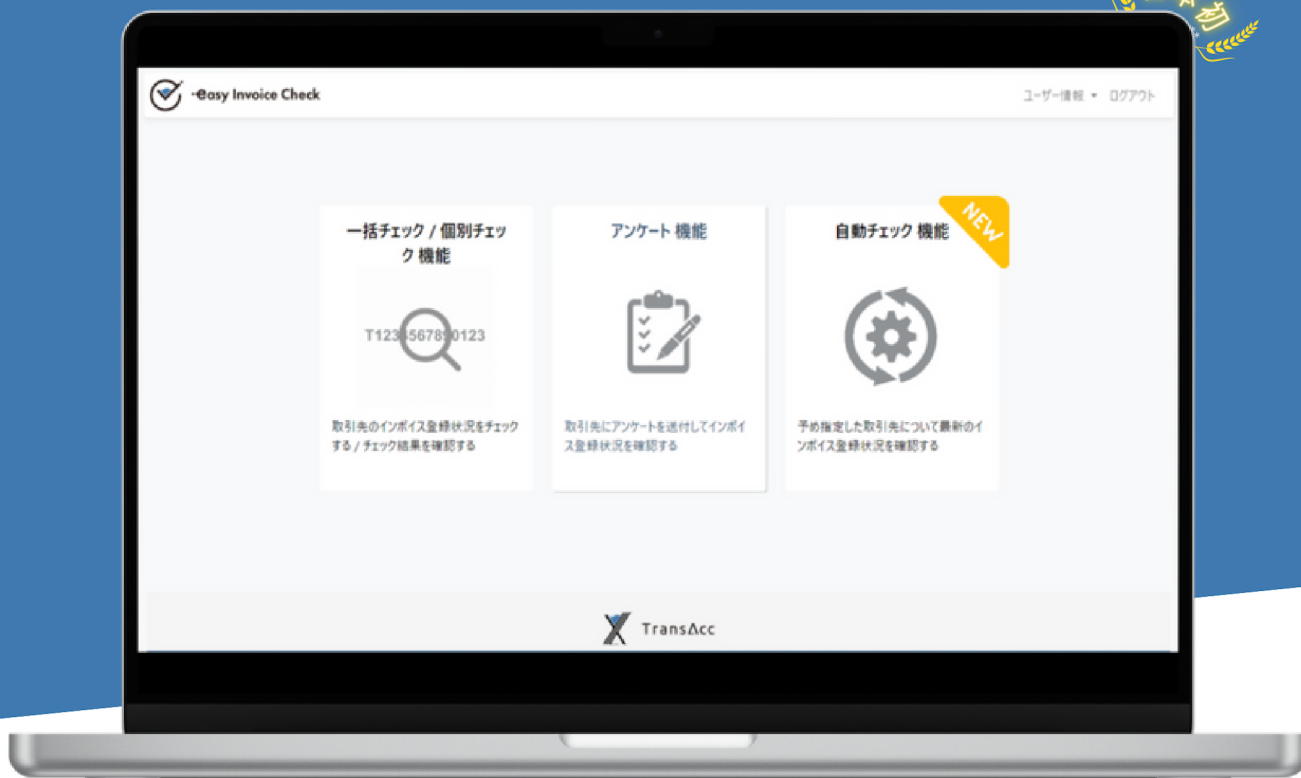 初
-easy Invoice Check
ユーザー情報 ログアウト
一括チェック / 個別チェッ
ク 機能
T1234567890123
取引先のインボイス登録状況をチェック
する / チェック結果を確認する
アンケート 機能
取引先にアンケートを送付してインボイ
ス登録状況を確認する
自動チェック 機能
NEW
予め指定した取引先について最新のイ
ンボイス登録状況を確認する
TransAcc